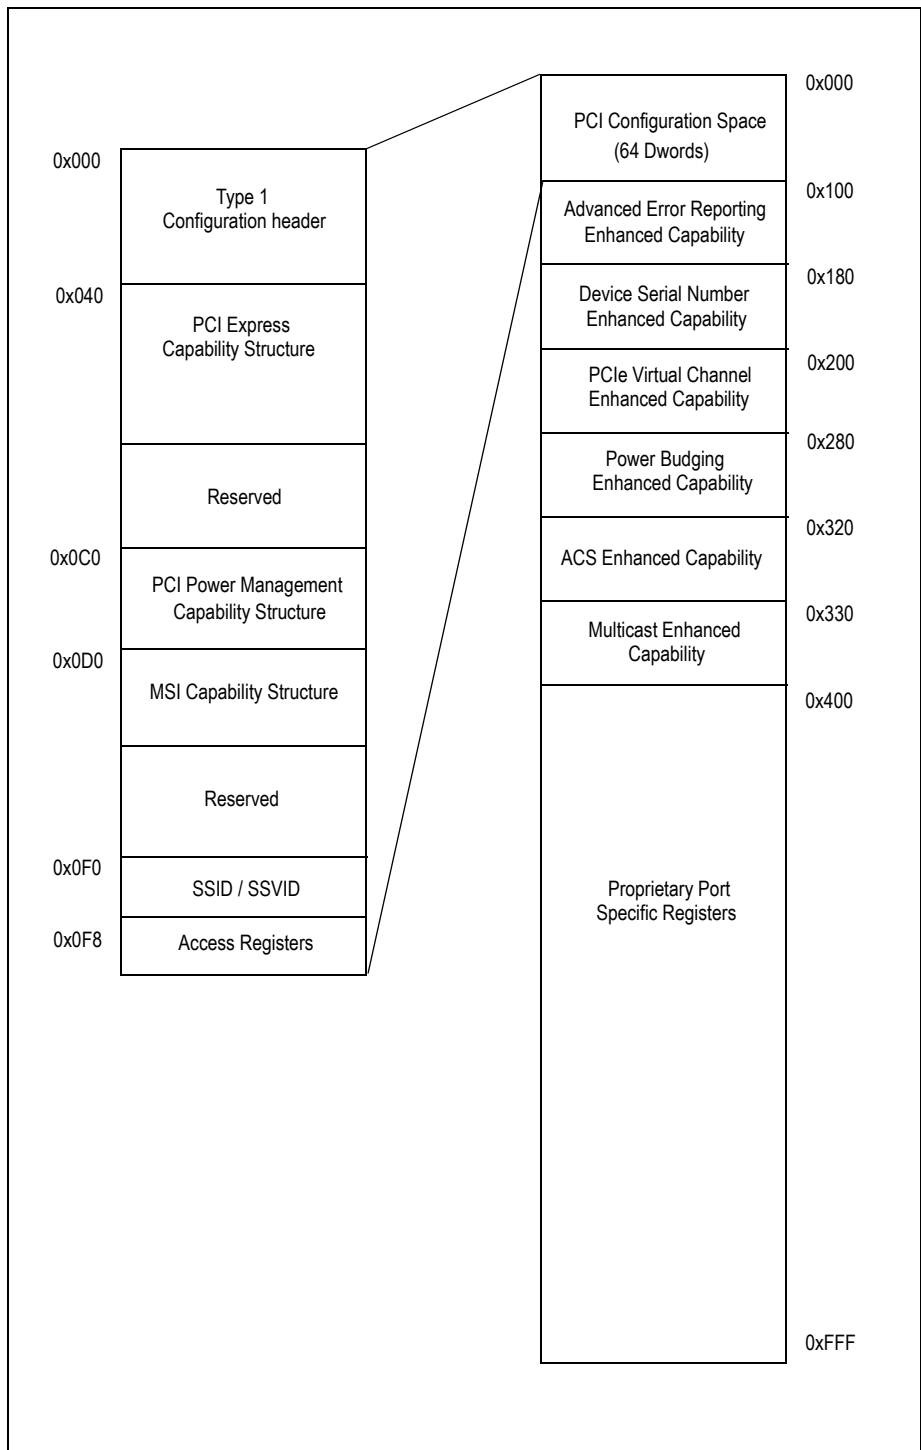 0x000
Type 1
Configuration header
0x040
PCI Express
Capability Structure
Reserved
0x0C0
PCI Power Management
Capability Structure
0x0D0
MSI Capability Structure
Reserved
0x0F0
SSID / SSVID
0x0F8
Access Registers
0x000
PCI Configuration Space
(64 Dwords)
0x100
Advanced Error Reporting
Enhanced Capability
0x180
Device Serial Number
Enhanced Capability
0x200
PCIe Virtual Channel
Enhanced Capability
0x280
Power Budging
Enhanced Capability
0x320
ACS Enhanced Capability
0x330
Multicast Enhanced
Capability
0x400
Proprietary Port
Specific Registers
0xFFF